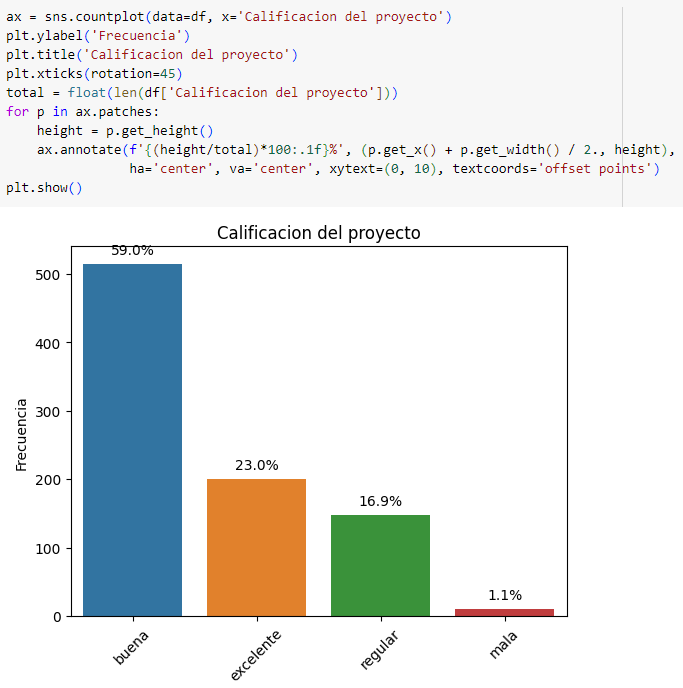 ax = sns.countplot(data=df, x='Calificacion del proyecto')
plt.ylabel('Frecuencia')
plt.title('Calificacion del proyecto')
plt.xticks(rotation=45)
total = float(len(df['Calificacion del proyecto']))
for p in ax.patches:
    height = p.get_height()
    ax.annotate(f'{(height/total)*100:.1f}%', (p.get_x() + p.get_width() / 2., height),
                ha='center', va='center', xytext=(0, 10), textcoords='offset points')
plt.show()
Calificacion del proyecto
59.0%
500
400
300
23.0%
200
16.9%
100
1.1%
0
Frecuencia
buena
excelente
regular
mala